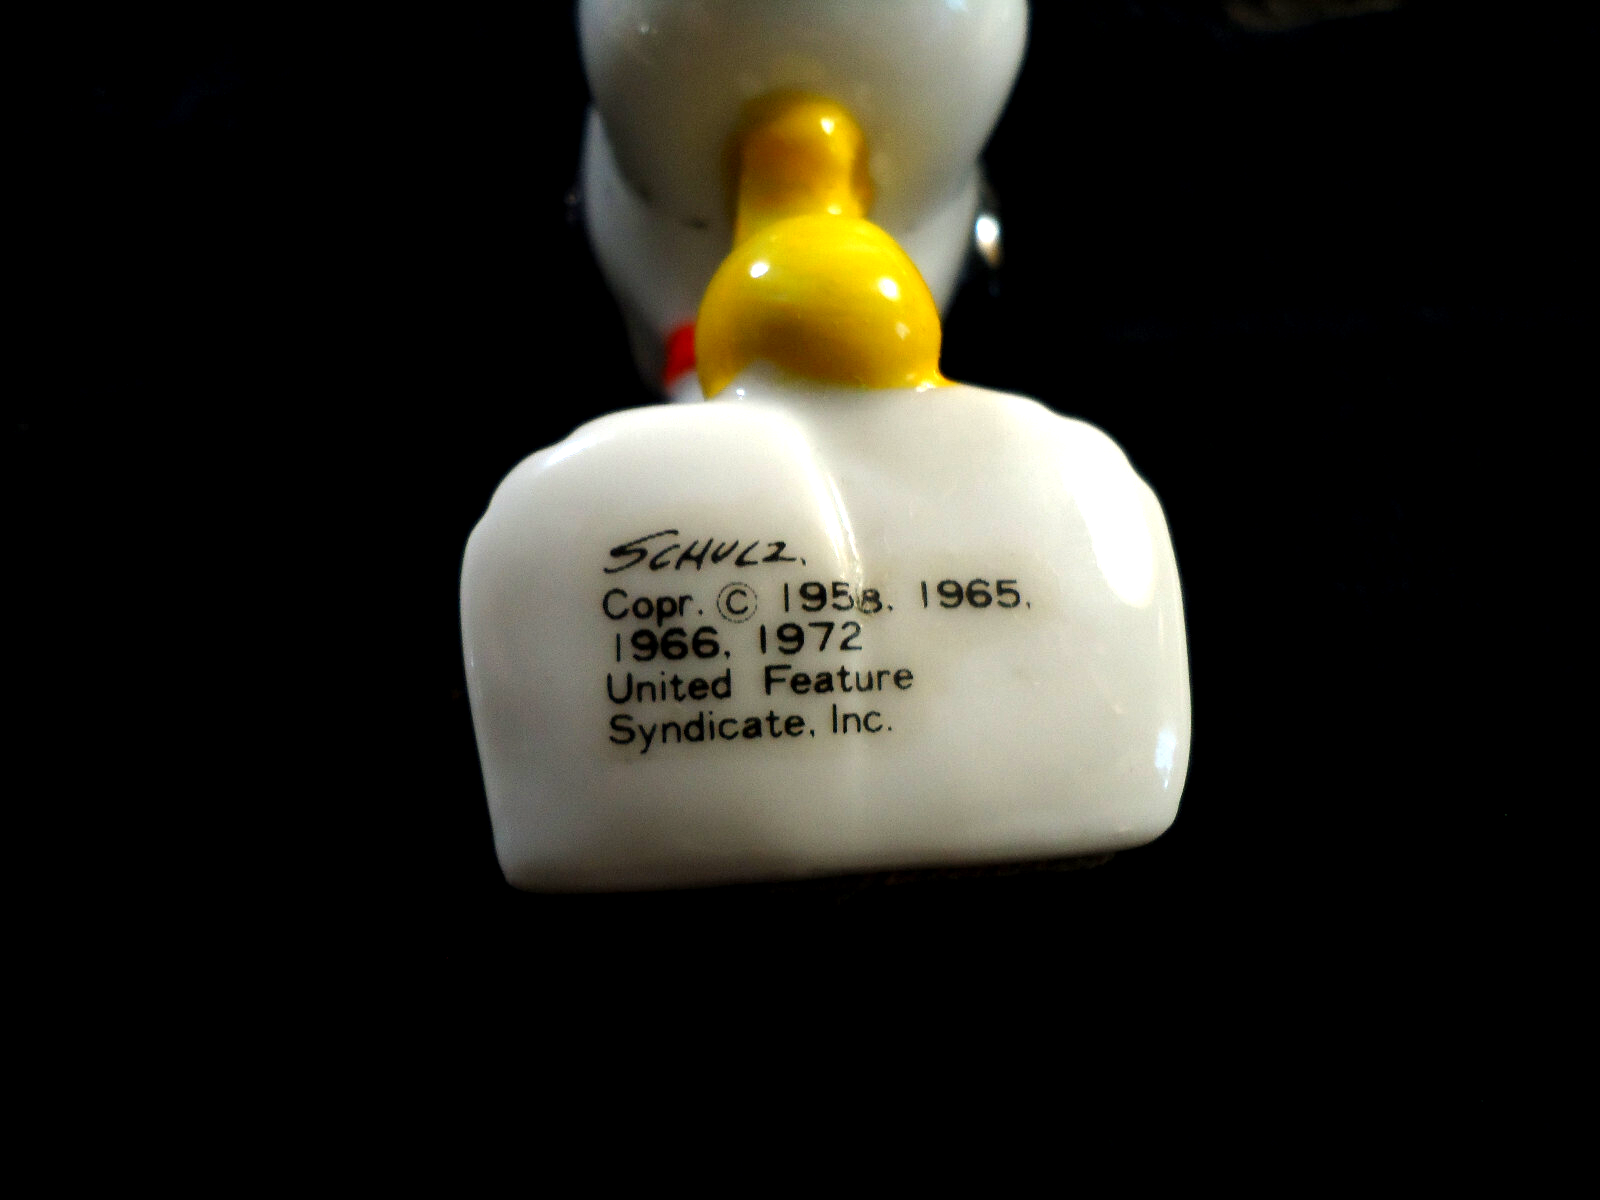 SCHULZ.
Copr. © 1958. 1965.
1966. 1972
United Feature
Syndicate, Inc.